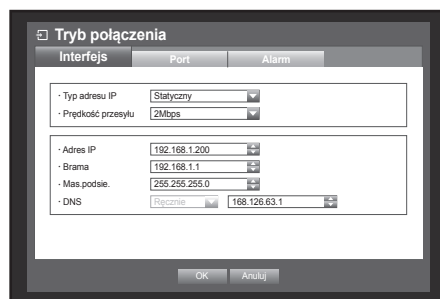 Tryb połączenia
Interfejs Port Alarm
· Typ adresu IP Statyczny
· Prędkość przesyłu 2Mbps
· Adres IP 192.168.1.200
· Brama 192.168.1.1
· Mas.podsie. 255.255.255.0
· DNS Ręcznie 168.126.63.1
OK Anuluj